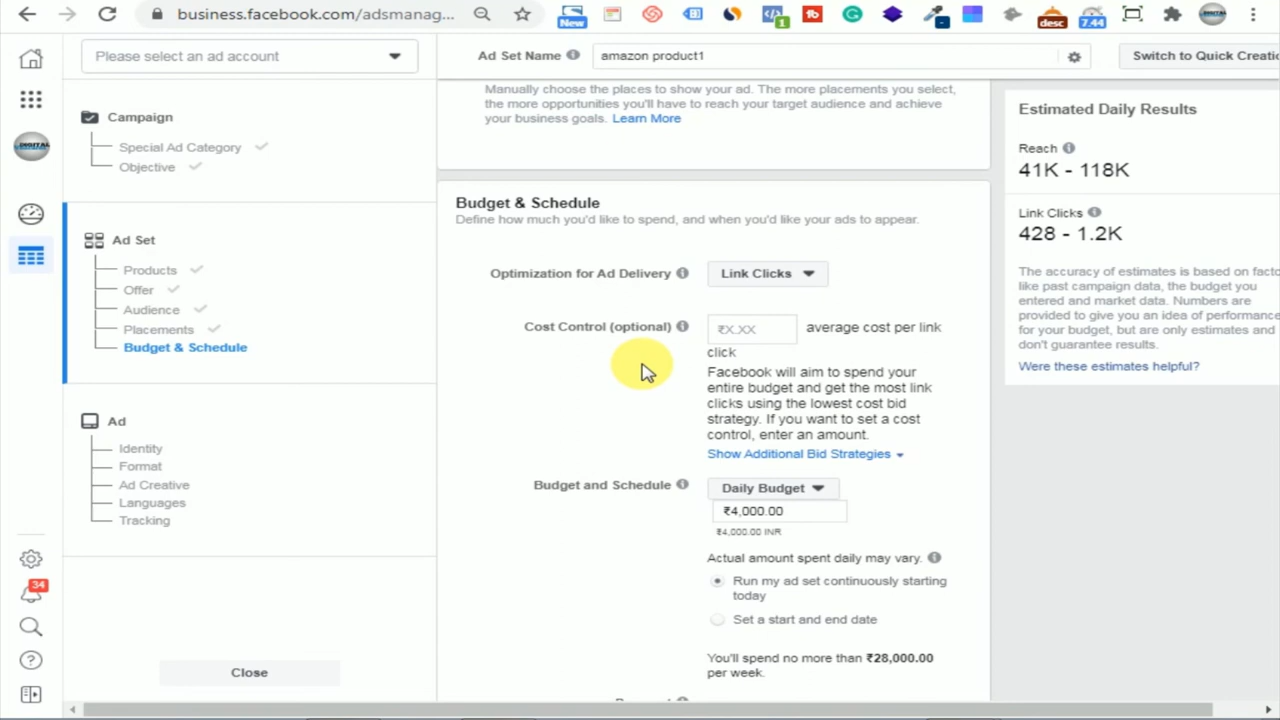 business.facebook.com/adsmanag...
New
1
desc
7.44
Please select an ad account
Ad Set Name
amazon product1
Switch to Quick Creatio
Campaign
Special Ad Category
Objective
Ad Set
Products
Offer
Audience
Placements
Budget & Schedule
Ad
Identity
Format
Ad Creative
Languages
Tracking
34
Close
Manually choose the places to show your ad. The more placements you select,
the more opportunities you'll have to reach your target audience and achieve
your business goals. Learn More
Budget & Schedule
Define how much you'd like to spend, and when you'd like your ads to appear.
Optimization for Ad Delivery
Link Clicks
Cost Control (optional)
₹X.XX
average cost per link
click
Facebook will aim to spend your
entire budget and get the most link
clicks using the lowest cost bid
strategy. If you want to set a cost
control, enter an amount.
Show Additional Bid Strategies
Budget and Schedule
Daily Budget
₹4,000.00
₹4,000.00 INR
Actual amount spent daily may vary.
Run my ad set continuously starting
today
Set a start and end date
You'll spend no more than ₹28,000.00
per week.
Estimated Daily Results
Reach
41K - 118K
Link Clicks
428 - 1.2K
The accuracy of estimates is based on facto
like past campaign data, the budget you
entered and market data. Numbers are
provided to give you an idea of performance
for your budget, but are only estimates and
don't guarantee results.
Were these estimates helpful?